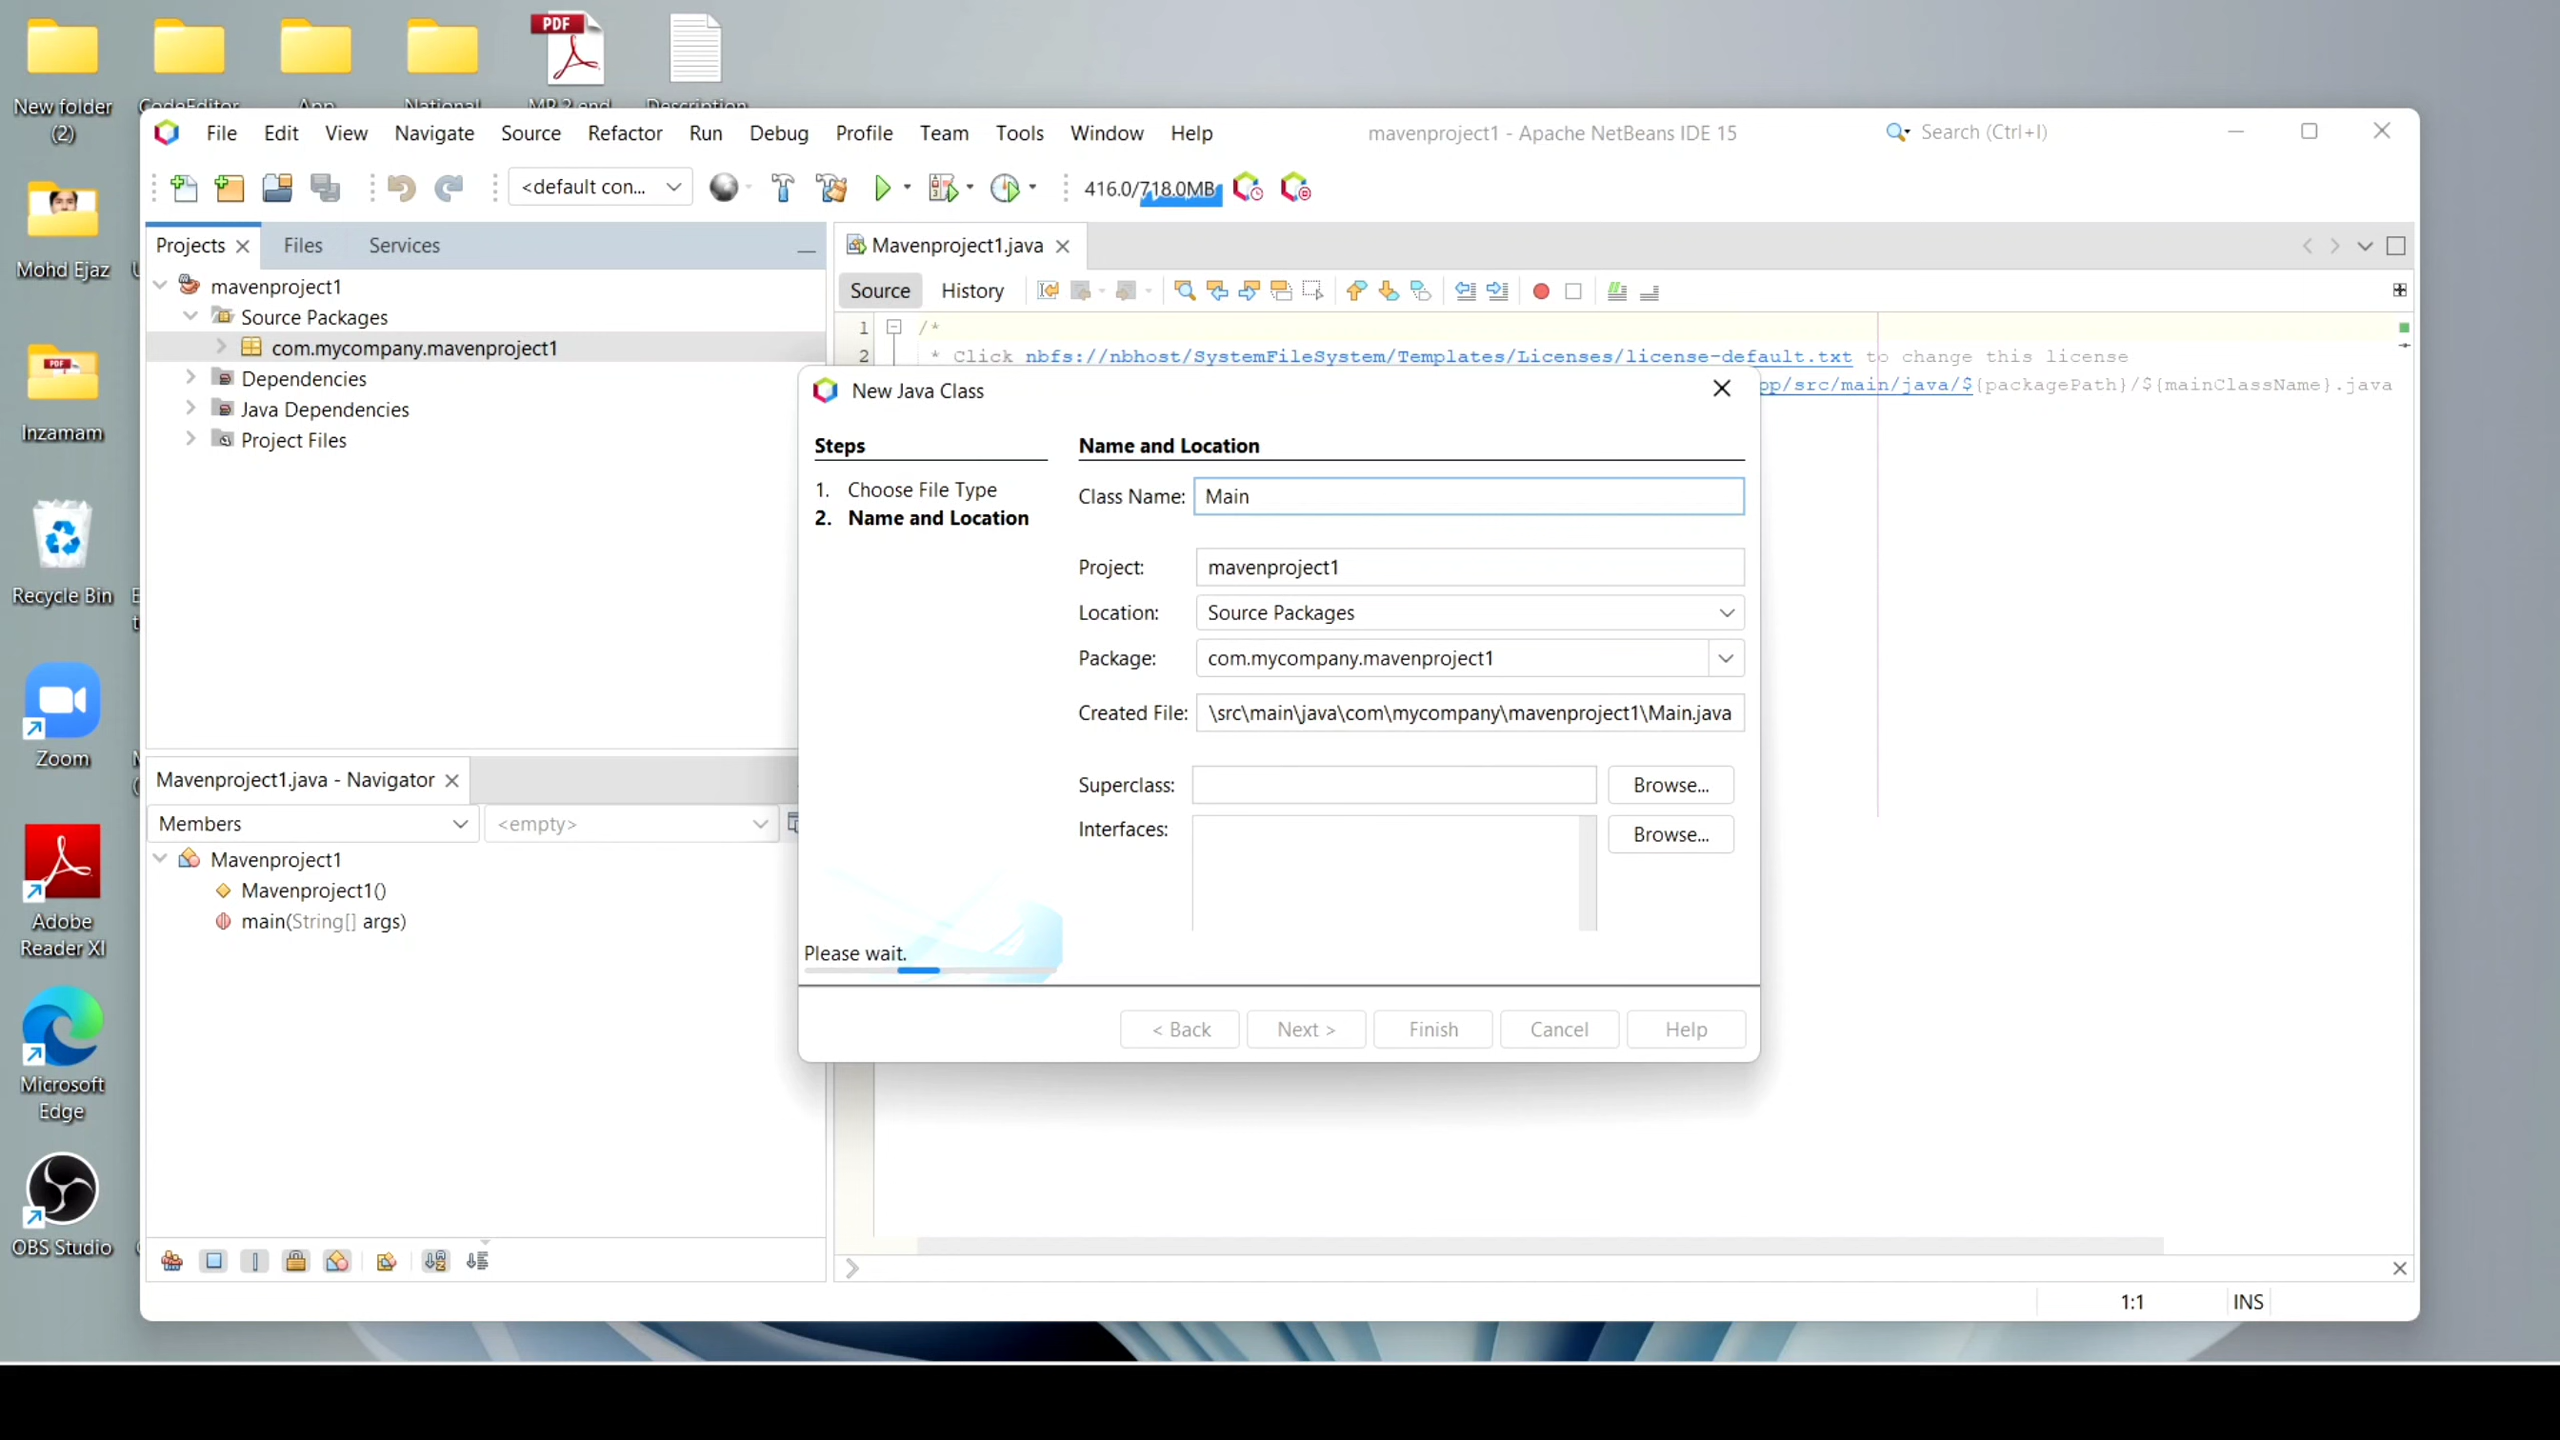 New folder
(2)
CodeEditor
App
National
MP 2 end
Description
Mohd Ejaz
Inzamam
Recycle Bin
Zoom
Adobe
Reader XI
Microsoft
Edge
OBS Studio
PDF
File Edit View Navigate Source Refactor Run Debug Profile Team Tools Window Help
mavenproject1 - Apache NetBeans IDE 15
Search (Ctrl+I)
<default con...
416.0/718.0MB
Projects Files Services
mavenproject1
Source Packages
com.mycompany.mavenproject1
Dependencies
Java Dependencies
Project Files
Mavenproject1.java
Source History
1 /*
2 * Click nbfs://nbhost/SystemFileSystem/Templates/Licenses/license-default.txt to change this license
pp/src/main/java/${packagePath}/${mainClassName}.java
New Java Class
Steps
1. Choose File Type
2. Name and Location
Name and Location
Class Name: Main
Project: mavenproject1
Location: Source Packages
Package: com.mycompany.mavenproject1
Created File: \src\main\java\com\mycompany\mavenproject1\Main.java
Superclass: Browse...
Interfaces: Browse...
Please wait.
< Back Next > Finish Cancel Help
Mavenproject1.java - Navigator
Members <empty>
Mavenproject1
Mavenproject1()
main(String[] args)
1:1 INS